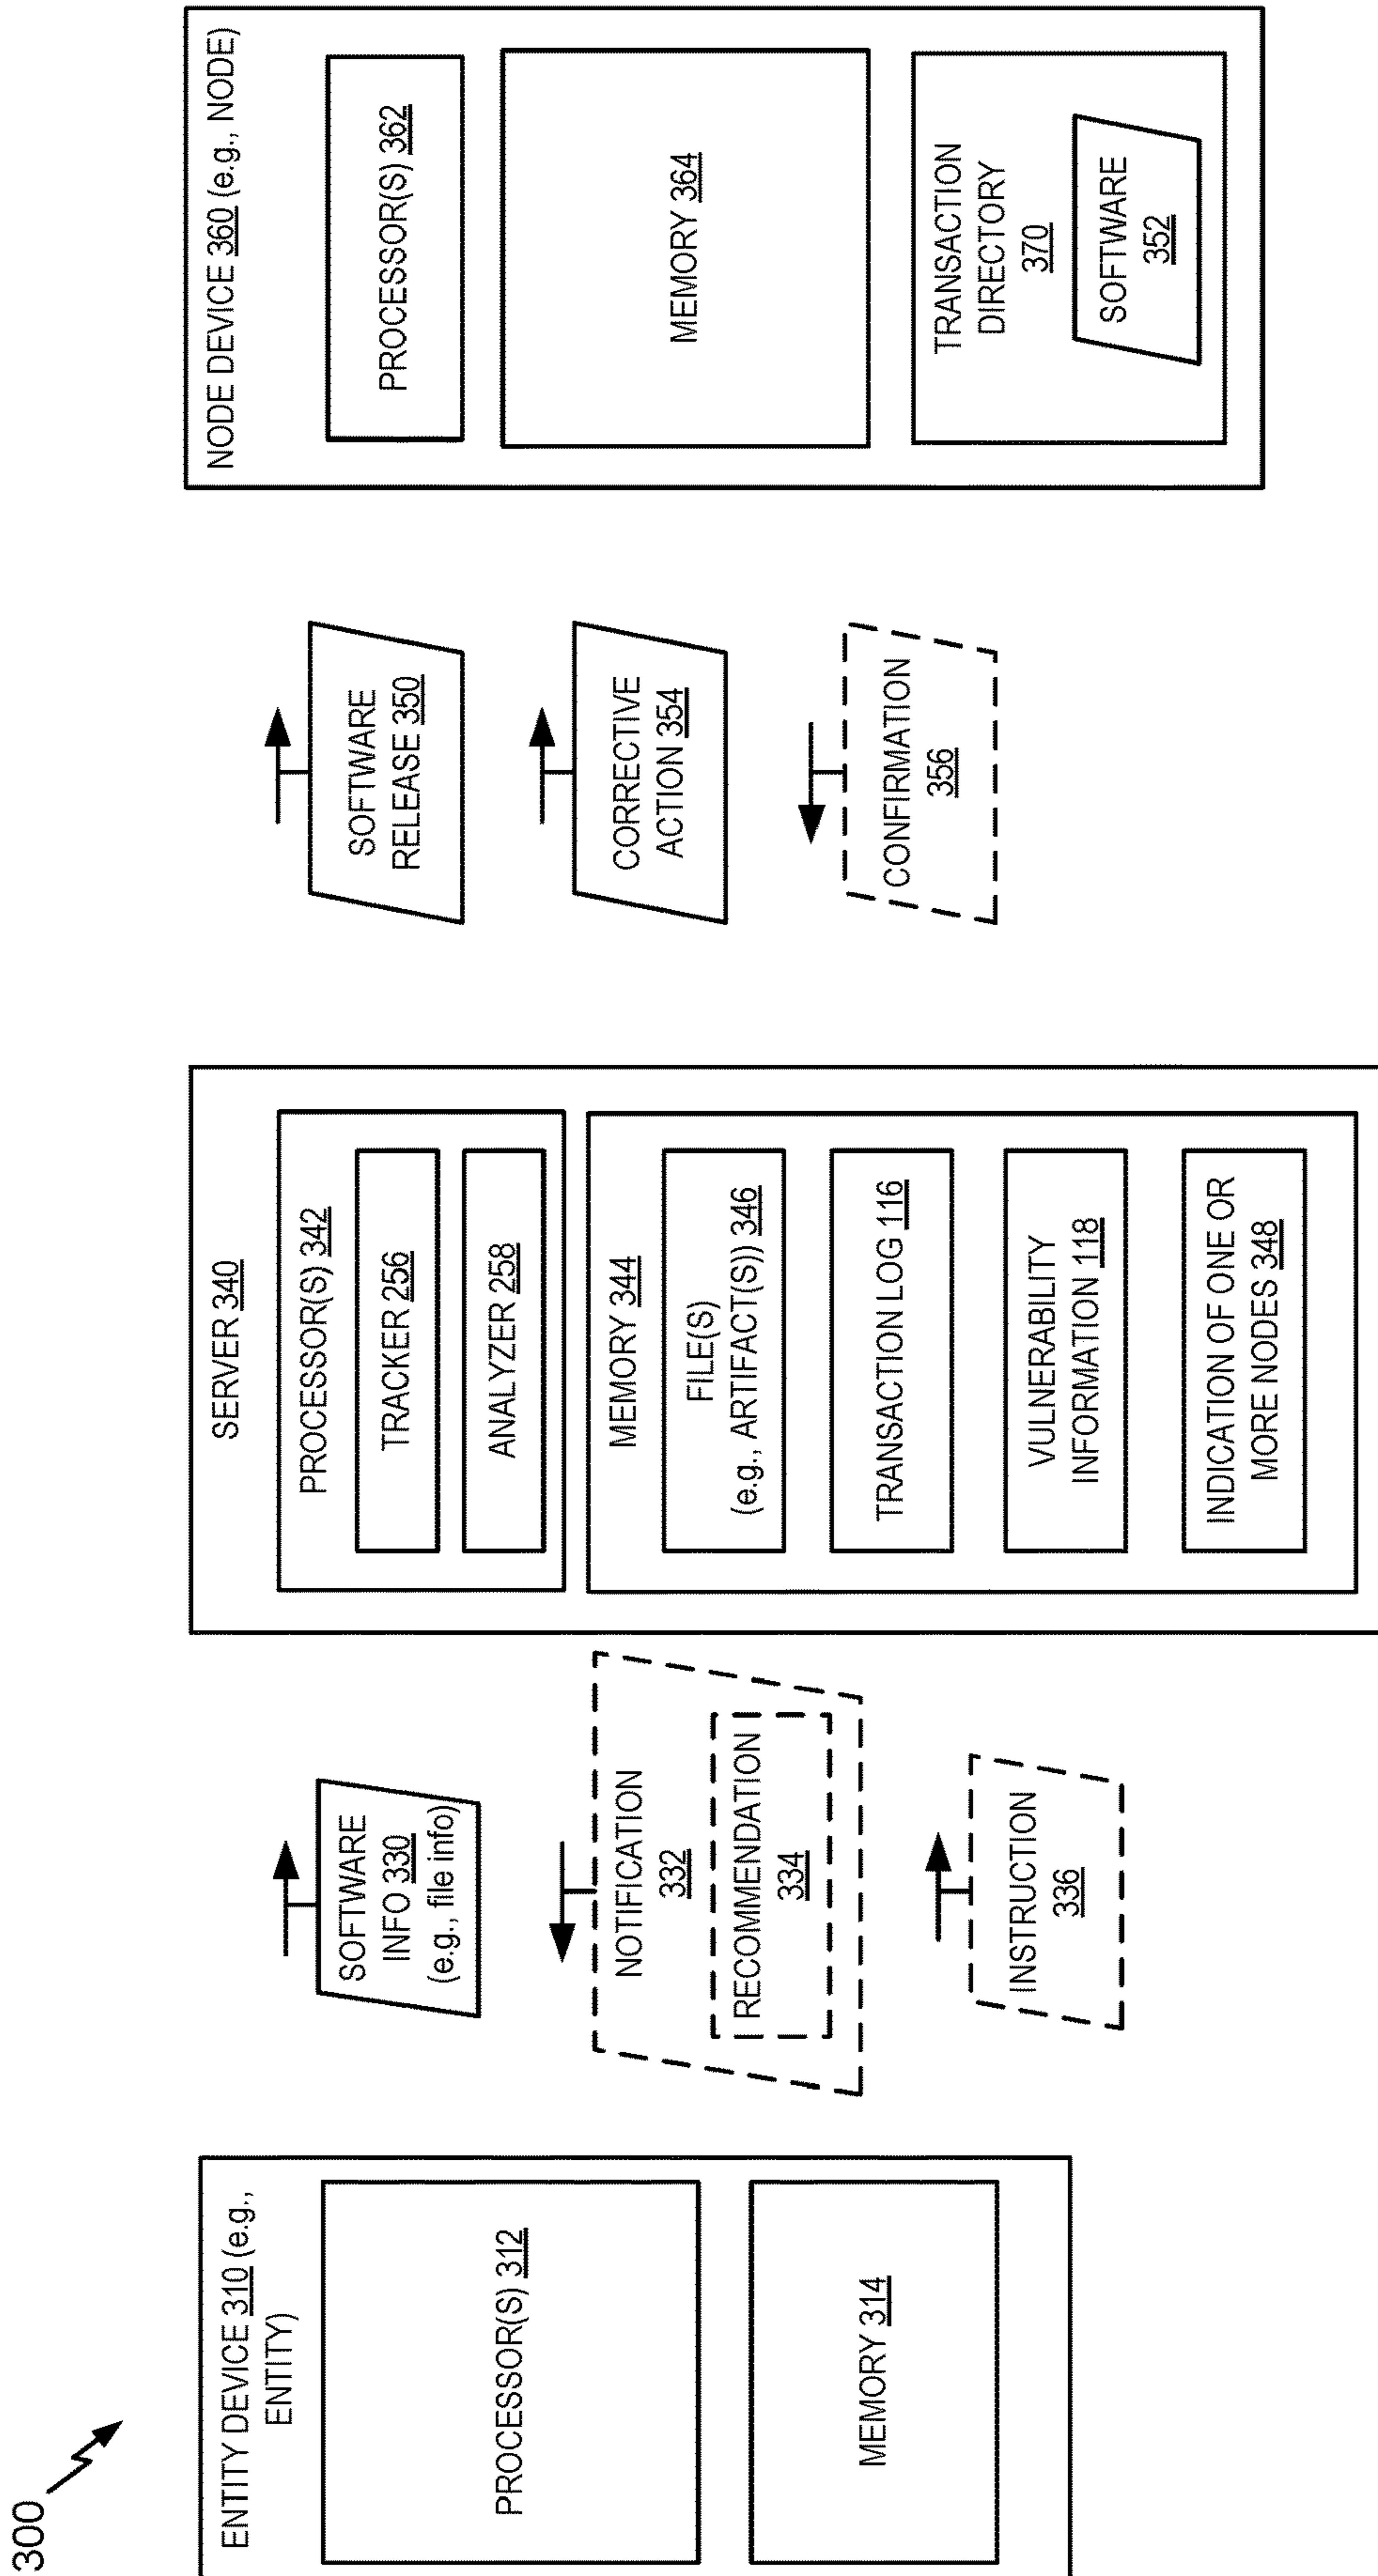 300
ENTITY DEVICE 310 (e.g.,
ENTITY)
PROCESSOR(S) 312
MEMORY 314
SOFTWARE
INFO 330
(e.g., file info)
NOTIFICATION
332
RECOMMENDATION
334
INSTRUCTION
336
SERVER 340
PROCESSOR(S) 342
TRACKER 256
ANALYZER 258
MEMORY 344
FILE(S)
(e.g., ARTIFACT(S)) 346
TRANSACTION LOG 116
VULNERABILITY
INFORMATION 118
INDICATION OF ONE OR
MORE NODES 348
SOFTWARE
RELEASE 350
CORRECTIVE
ACTION 354
CONFIRMATION
356
NODE DEVICE 360 (e.g., NODE)
PROCESSOR(S) 362
MEMORY 364
TRANSACTION
DIRECTORY
370
SOFTWARE
352